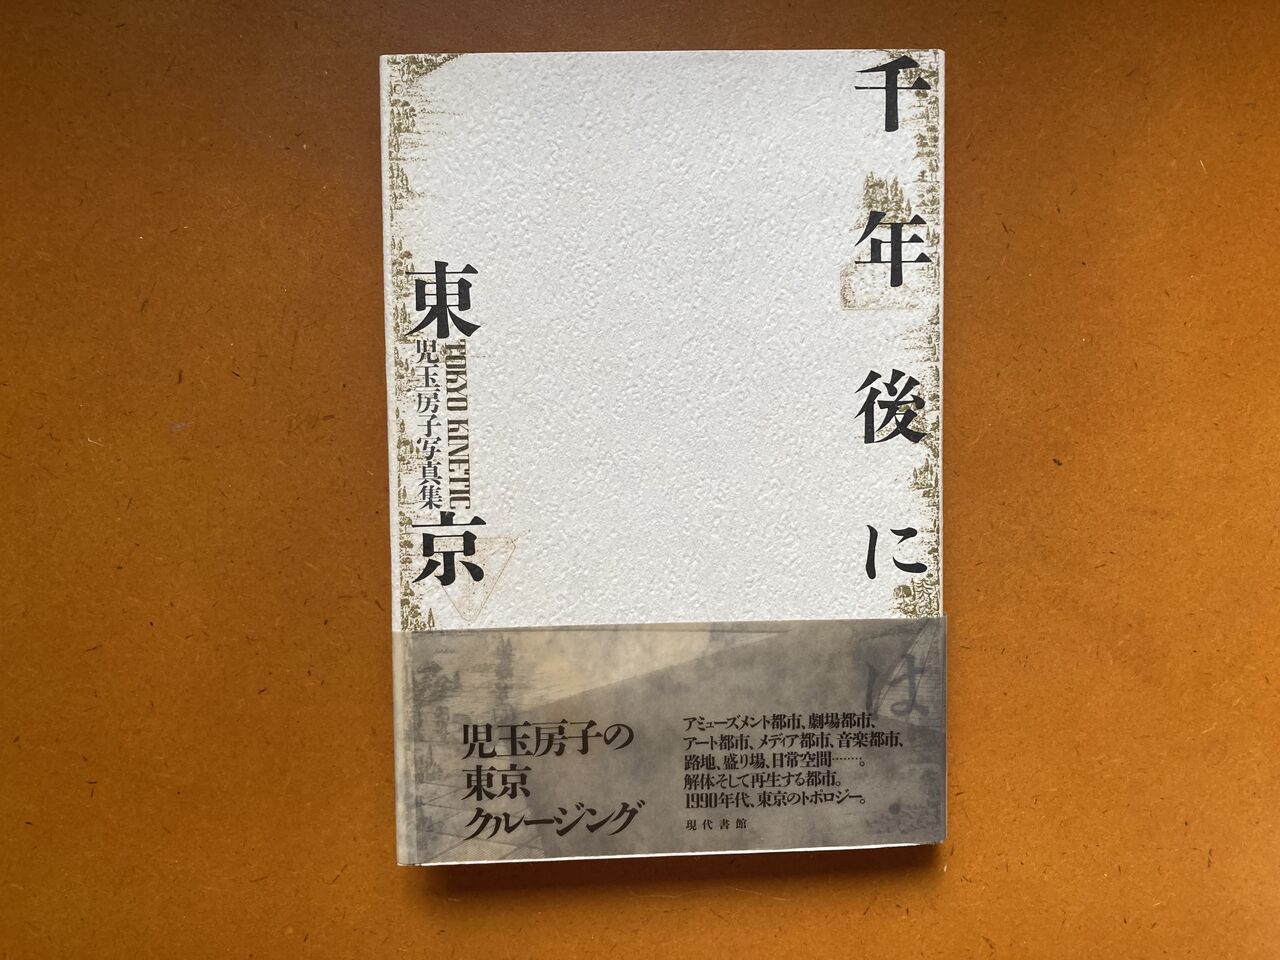 千年後には
東京
TOKYO KINETIC
児玉房子写真集
児玉房子の
東京
クルージング
アミューズメント都市、劇場都市、
アート都市、メディア都市、音楽都市、
路地、盛り場、日常空間………。
解体そして再生する都市。
1990年代、東京のトポロジー。
現代書館